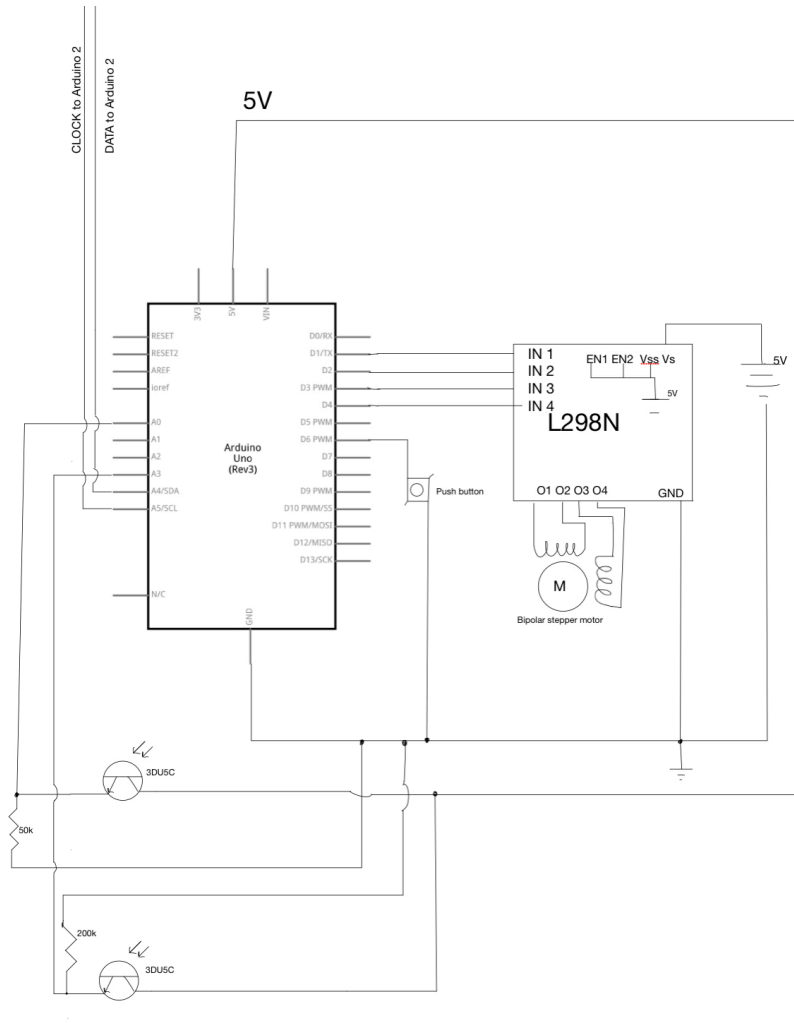 CLOCK to Arduino 2
DATA to Arduino 2
5V
3V3
5V
VIN
RESET
RESET2
AREF
ioref
A0
A1
A2
A3
A4/SDA
A5/SCL
N/C
Arduino
Uno
(Rev3)
D0/RX
D1/TX
D2
D3 PWM
D4
D5 PWM
D6 PWM
D7
D8
D9 PWM
D10 PWM/SS
D11 PWM/MOSI
D12/MISO
D13/SCK
GND
Push button
IN 1
IN 2
IN 3
IN 4
EN1 EN2 Vss Vs
5V
L298N
O1 O2 O3 O4
GND
5V
M
Bipolar stepper motor
3DU5C
50k
200k
3DU5C